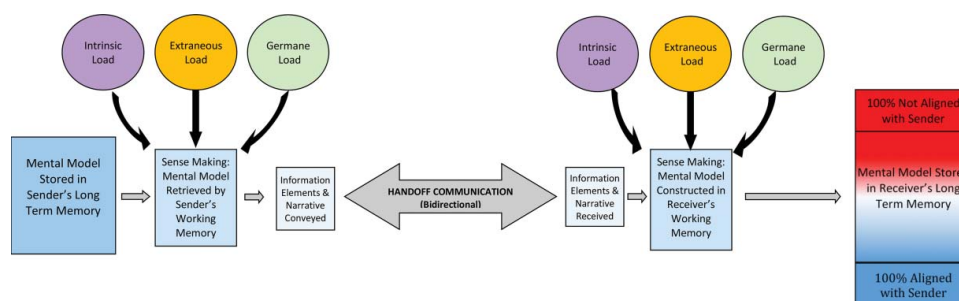 Intrinsic
Load
Extraneous
Load
Germane
Load
Mental Model
Stored in
Sender's Long
Term Memory
Sense Making:
Mental Model
Retrieved by
Sender's
Working
Memory
Information
Elements &
Narrative
Conveyed
HANDOFF COMMUNICATION
(Bidirectional)
Intrinsic
Load
Extraneous
Load
Germane
Load
Information
Elements &
Narrative
Received
Sense Making:
Mental Model
Constructed in
Receiver's
Working
Memory
100% Not Aligned
with Sender
Mental Model Stored
in Receiver's Long
Term Memory
100% Aligned
with Sender